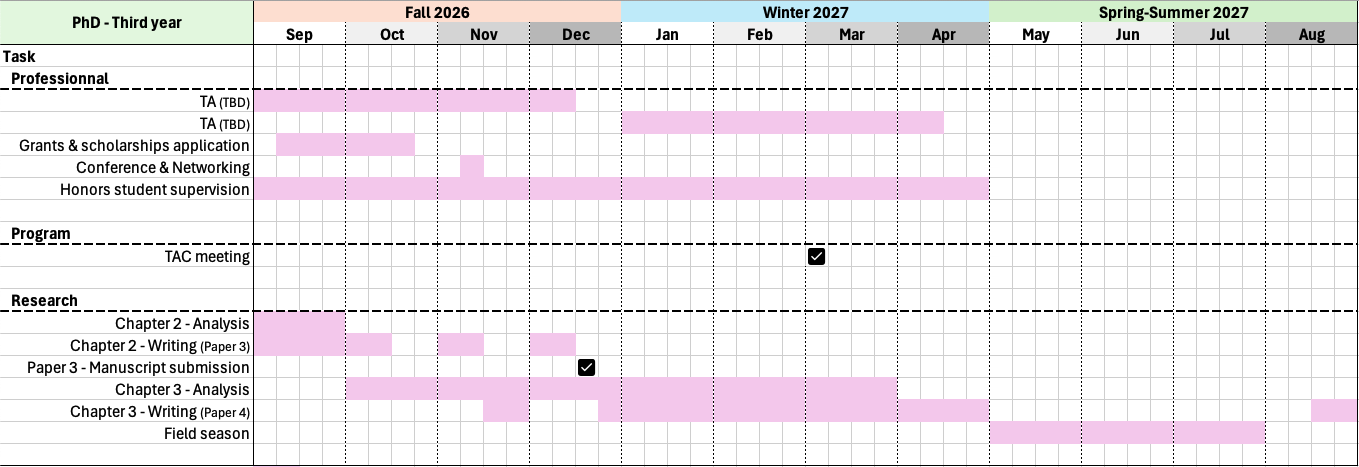 PhD - Third year
Fall 2026 Winter 2027 Spring-Summer 2027
Sep Oct Nov Dec Jan Feb Mar Apr May Jun Jul Aug
Task
Professionnal
TA (TBD)
TA (TBD)
Grants & scholarships application
Conference & Networking
Honors student supervision
Program
TAC meeting
Research
Chapter 2 - Analysis
Chapter 2 - Writing (Paper 3)
Paper 3 - Manuscript submission
Chapter 3 - Analysis
Chapter 3 - Writing (Paper 4)
Field season